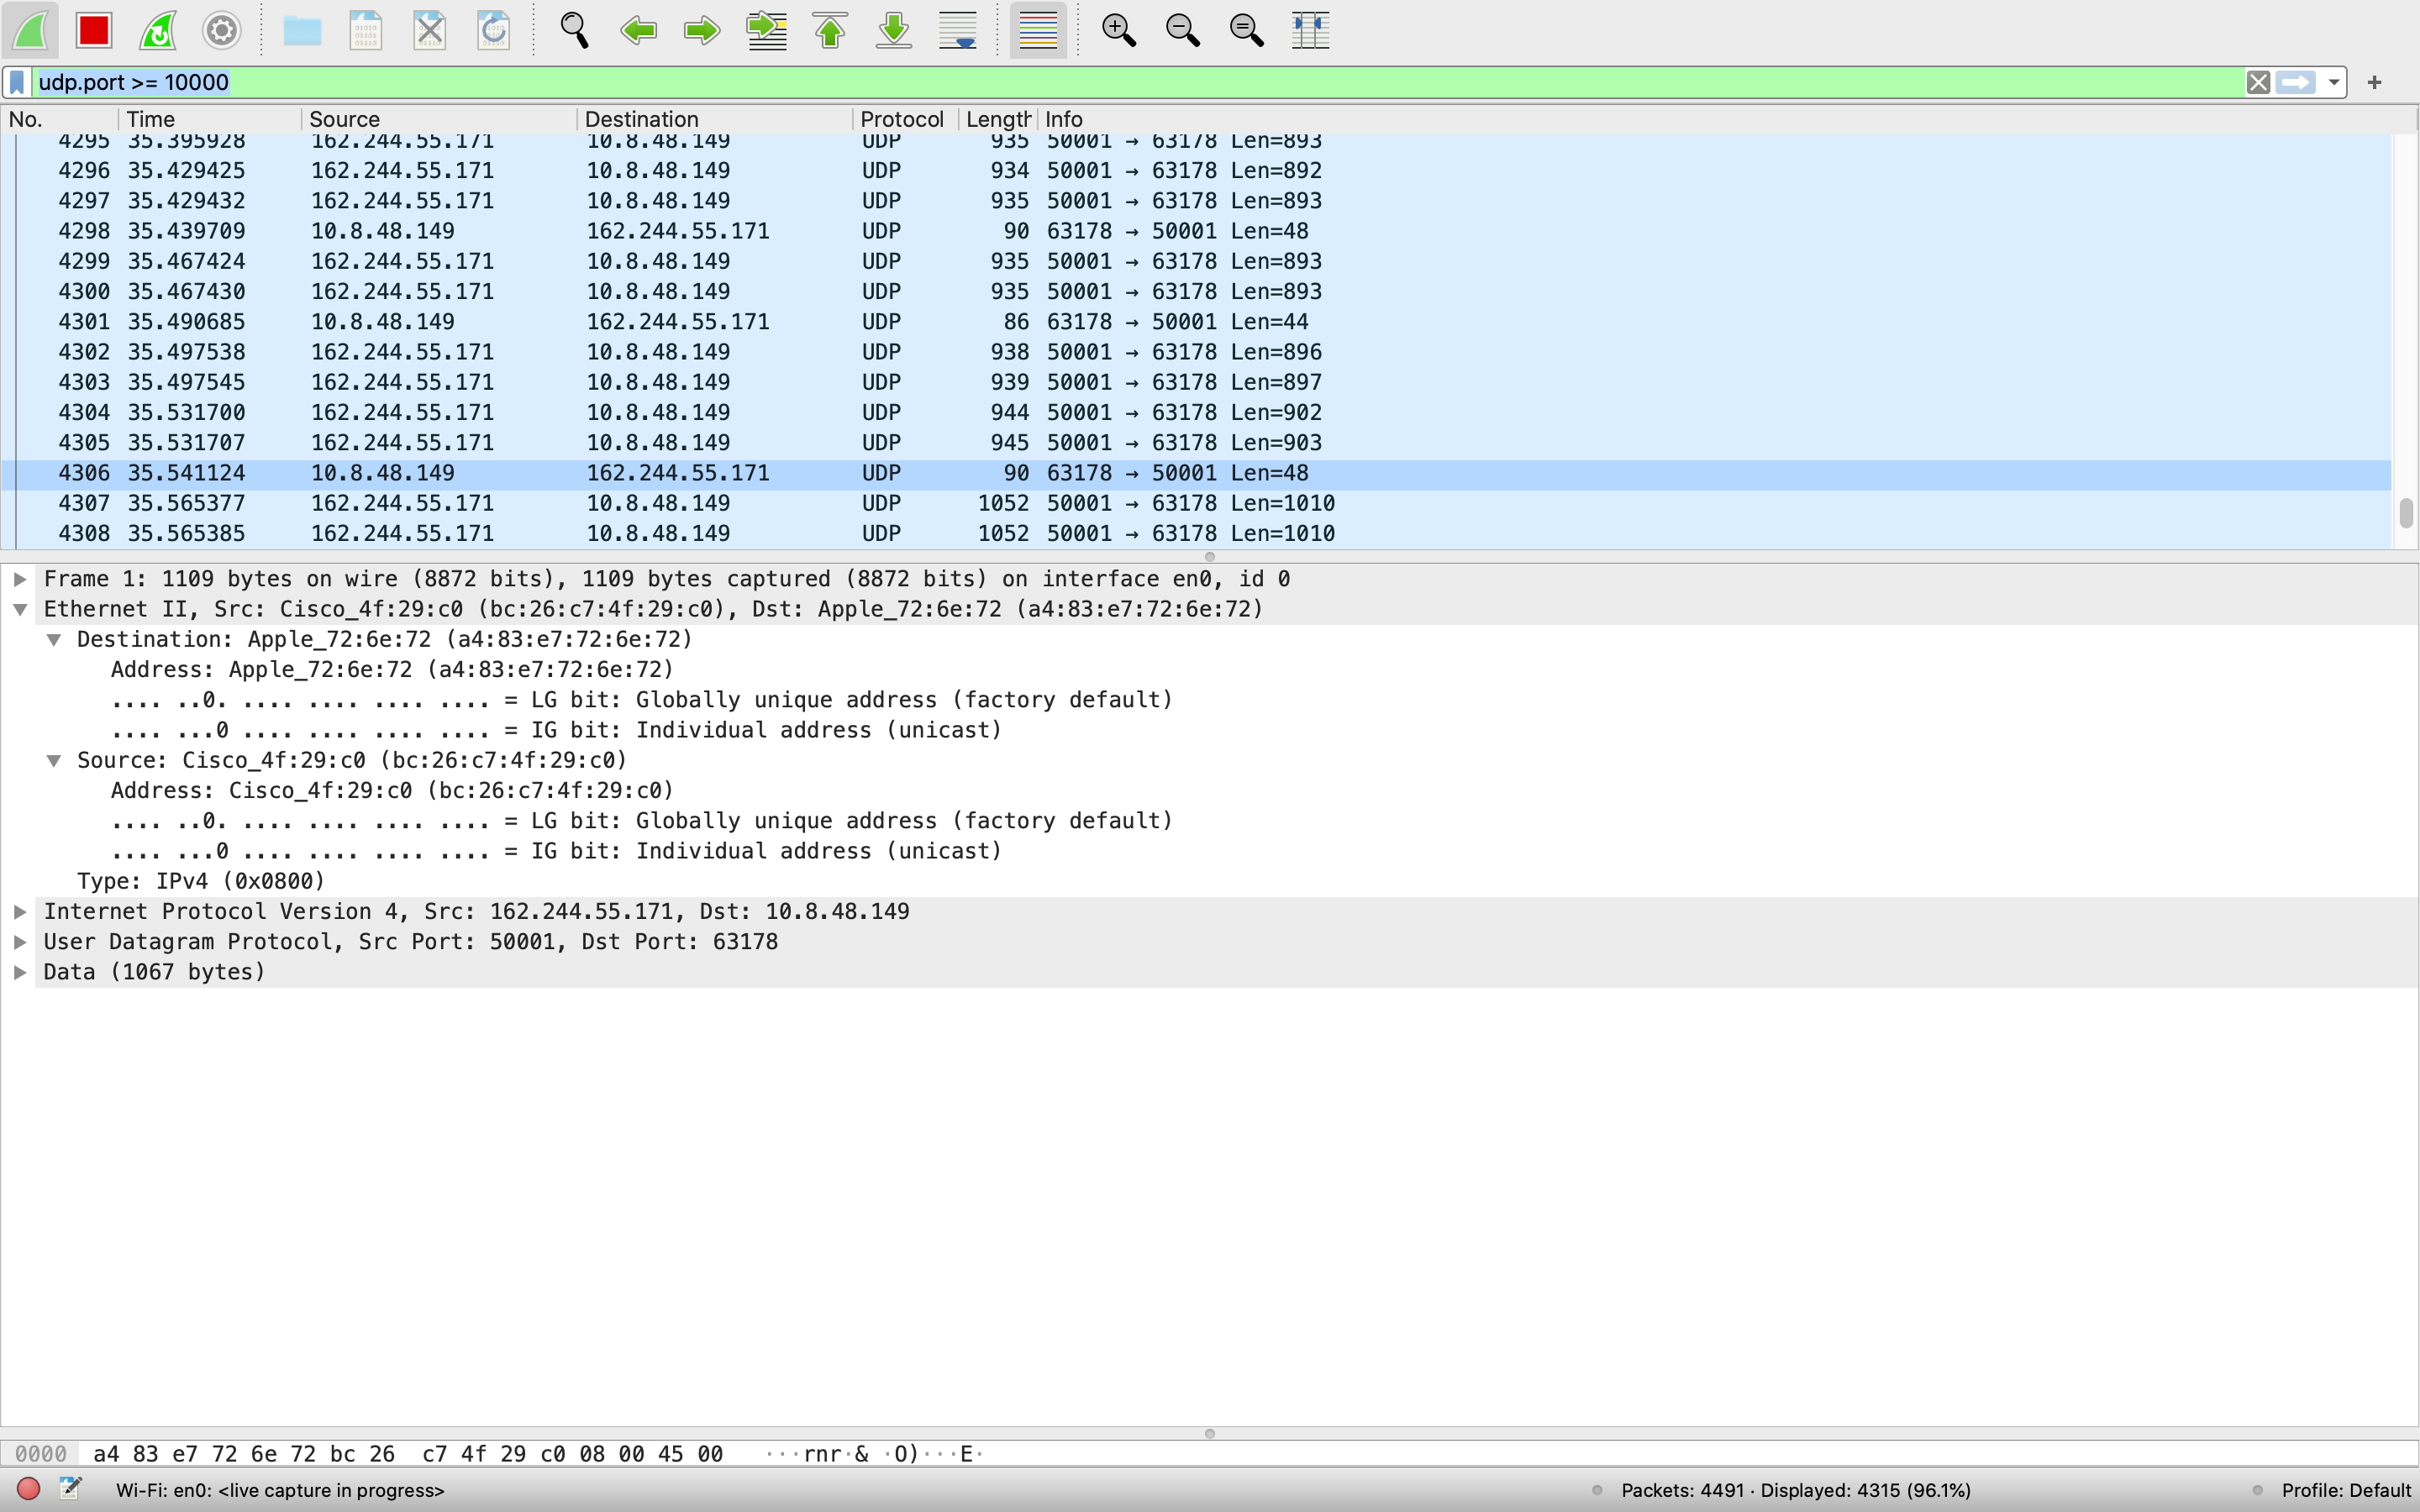 udp.port >= 10000
No. Time Source Destination Protocol Length Info
4295 35.395928 162.244.55.171 10.8.48.149 UDP 935 50001 → 63178 Len=893
4296 35.429425 162.244.55.171 10.8.48.149 UDP 934 50001 → 63178 Len=892
4297 35.429432 162.244.55.171 10.8.48.149 UDP 935 50001 → 63178 Len=893
4298 35.439709 10.8.48.149 162.244.55.171 UDP 90 63178 → 50001 Len=48
4299 35.467424 162.244.55.171 10.8.48.149 UDP 935 50001 → 63178 Len=893
4300 35.467430 162.244.55.171 10.8.48.149 UDP 935 50001 → 63178 Len=893
4301 35.490685 10.8.48.149 162.244.55.171 UDP 86 63178 → 50001 Len=44
4302 35.497538 162.244.55.171 10.8.48.149 UDP 938 50001 → 63178 Len=896
4303 35.497545 162.244.55.171 10.8.48.149 UDP 939 50001 → 63178 Len=897
4304 35.531700 162.244.55.171 10.8.48.149 UDP 944 50001 → 63178 Len=902
4305 35.531707 162.244.55.171 10.8.48.149 UDP 945 50001 → 63178 Len=903
4306 35.541124 10.8.48.149 162.244.55.171 UDP 90 63178 → 50001 Len=48
4307 35.565377 162.244.55.171 10.8.48.149 UDP 1052 50001 → 63178 Len=1010
4308 35.565385 162.244.55.171 10.8.48.149 UDP 1052 50001 → 63178 Len=1010
Frame 1: 1109 bytes on wire (8872 bits), 1109 bytes captured (8872 bits) on interface en0, id 0
Ethernet II, Src: Cisco_4f:29:c0 (bc:26:c7:4f:29:c0), Dst: Apple_72:6e:72 (a4:83:e7:72:6e:72)
Destination: Apple_72:6e:72 (a4:83:e7:72:6e:72)
Address: Apple_72:6e:72 (a4:83:e7:72:6e:72)
.... ..0. .... .... .... .... = LG bit: Globally unique address (factory default)
.... ...0 .... .... .... .... = IG bit: Individual address (unicast)
Source: Cisco_4f:29:c0 (bc:26:c7:4f:29:c0)
Address: Cisco_4f:29:c0 (bc:26:c7:4f:29:c0)
.... ..0. .... .... .... .... = LG bit: Globally unique address (factory default)
.... ...0 .... .... .... .... = IG bit: Individual address (unicast)
Type: IPv4 (0x0800)
Internet Protocol Version 4, Src: 162.244.55.171, Dst: 10.8.48.149
User Datagram Protocol, Src Port: 50001, Dst Port: 63178
Data (1067 bytes)
0000 a4 83 e7 72 6e 72 bc 26 c7 4f 29 c0 08 00 45 00 ···rnr·& ·O)···E·
Wi-Fi: en0: <live capture in progress> Packets: 4491 · Displayed: 4315 (96.1%) Profile: Default